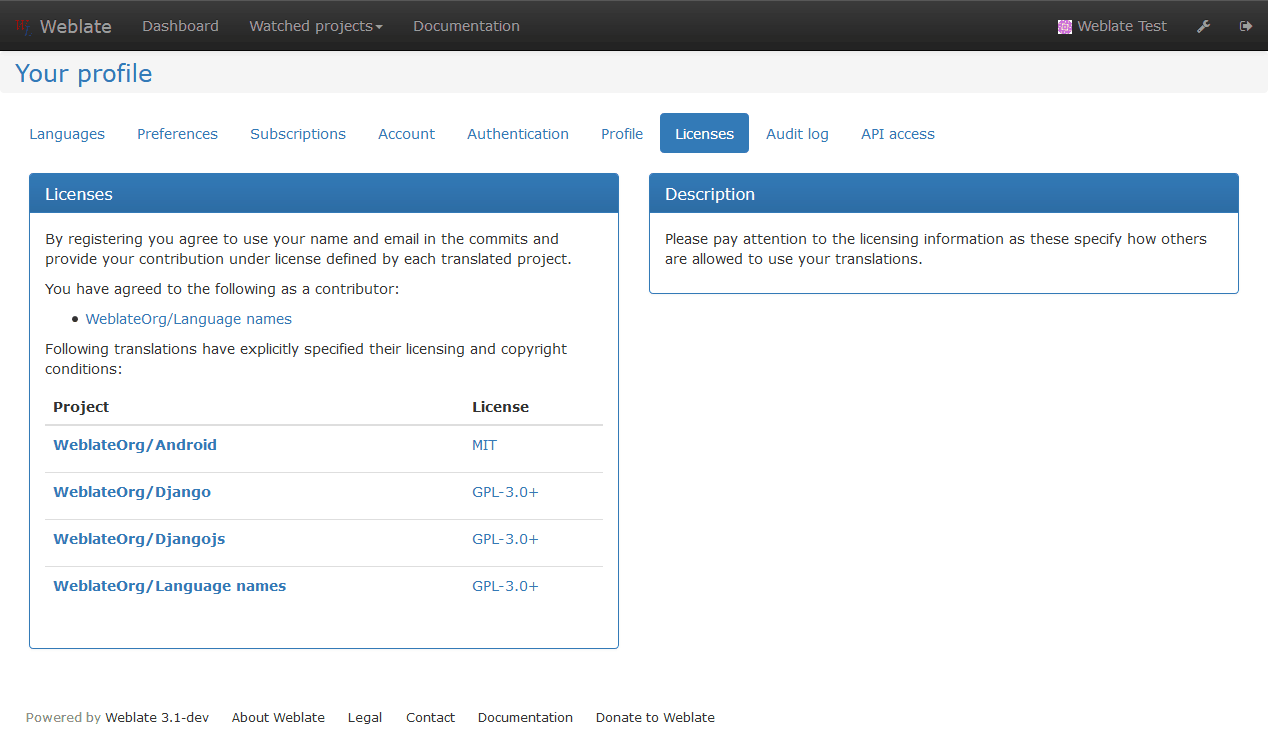 Weblate Dashboard Watched projects Documentation Weblate Test
Your profile
Languages Preferences Subscriptions Account Authentication Profile Licenses Audit log API access
Licenses
By registering you agree to use your name and email in the commits and
provide your contribution under license defined by each translated project.
You have agreed to the following as a contributor:
WeblateOrg/Language names
Following translations have explicitly specified their licensing and copyright
conditions:
Project License
WeblateOrg/Android MIT
WeblateOrg/Django GPL-3.0+
WeblateOrg/Djangojs GPL-3.0+
WeblateOrg/Language names GPL-3.0+
Description
Please pay attention to the licensing information as these specify how others
are allowed to use your translations.
Powered by Weblate 3.1-dev About Weblate Legal Contact Documentation Donate to Weblate